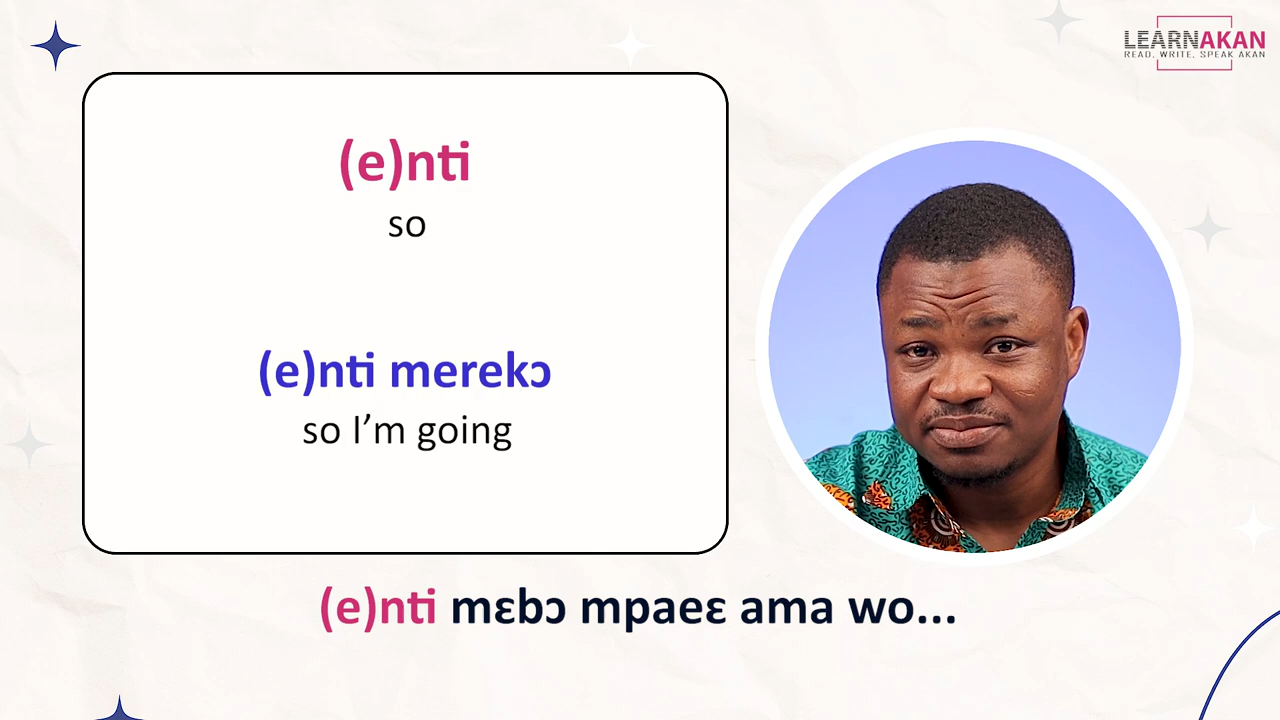 LEARNAKAN
READ, WRITE, SPEAK AKAN
(e)nti
so
(e)nti merekɔ
so I’m going
(e)nti mɛbɔ mpaeɛ ama wo...